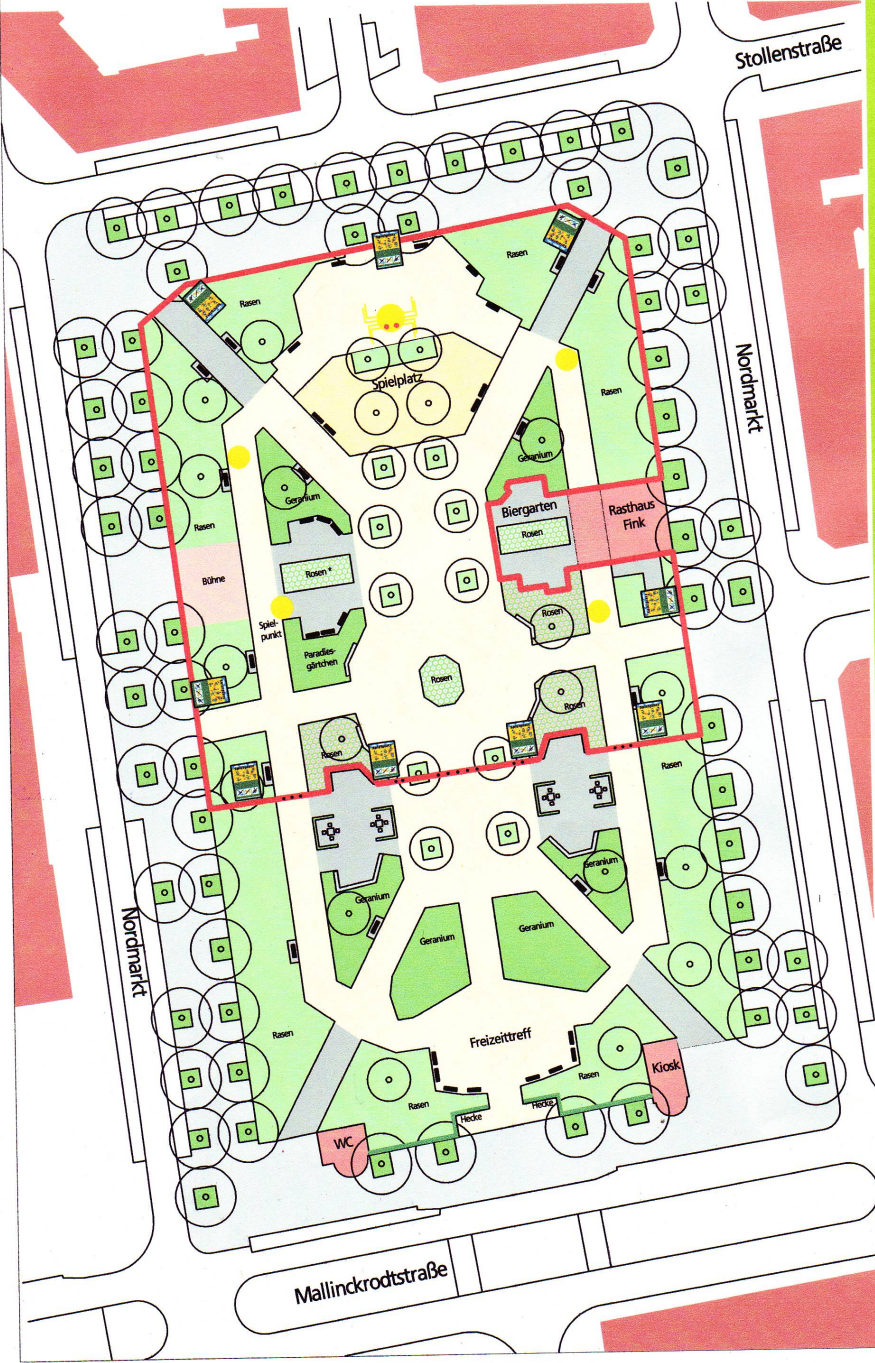 Stollenstraße
Rasen
Rasen
Nordmarkt
Spielplatz
Rasen
Geranium
Geranium
Biergarten
Rasthaus
Fink
Rasen
Rasen
Rosen *
Bühne
Rosen
Spiel-
punkt
Paradies-
gärtchen
Rosen
Rosen
Rosen
Rasen
Geranium
Geranium
Nordmarkt
Geranium
Geranium
Rasen
Freizeittreff
Kiosk
Rasen
Rasen
Hecke
Hecke
WC
Mallinckrodtstraße